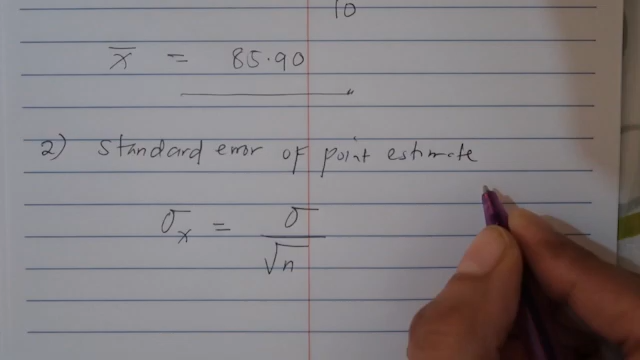 10
x̅ = 85.90
2) Standard error of point estimate
σₓ = σ / √n